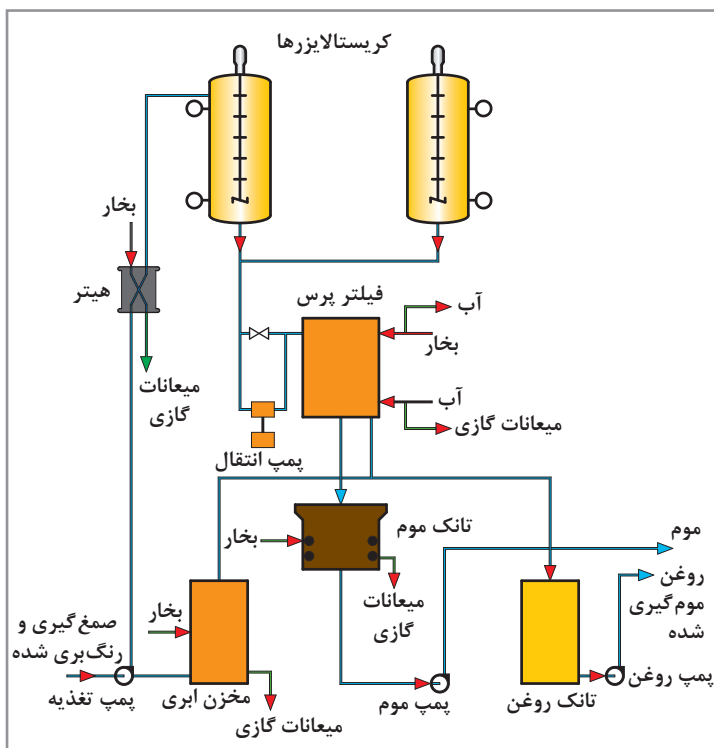 کریستالایزرها
بخار
هیتر
میعانات
گازی
فیلتر پرس
آب
بخار
آب
میعانات گازی
پمپ انتقال
تانک موم
بخار
میعانات
گازی
موم
روغن
موم‌گیری
شده
صمغ‌گیری و
رنگ‌بری شده
پمپ تغذیه
بخار
مخزن ابری
میعانات گازی
پمپ موم
تانک روغن
پمپ روغن